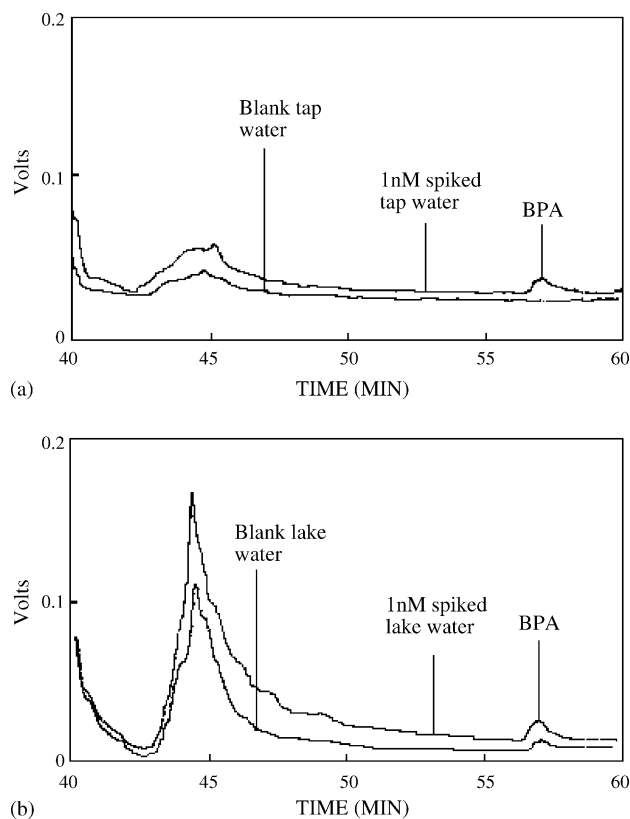 0.2
Blank tap
water
1nM spiked
tap water
BPA
0.1
Volts
0
40
45
50
55
60
(a)
TIME (MIN)
0.2
Blank lake
water
1nM spiked
lake water
BPA
0.1
Volts
0
40
45
50
55
60
(b)
TIME (MIN)